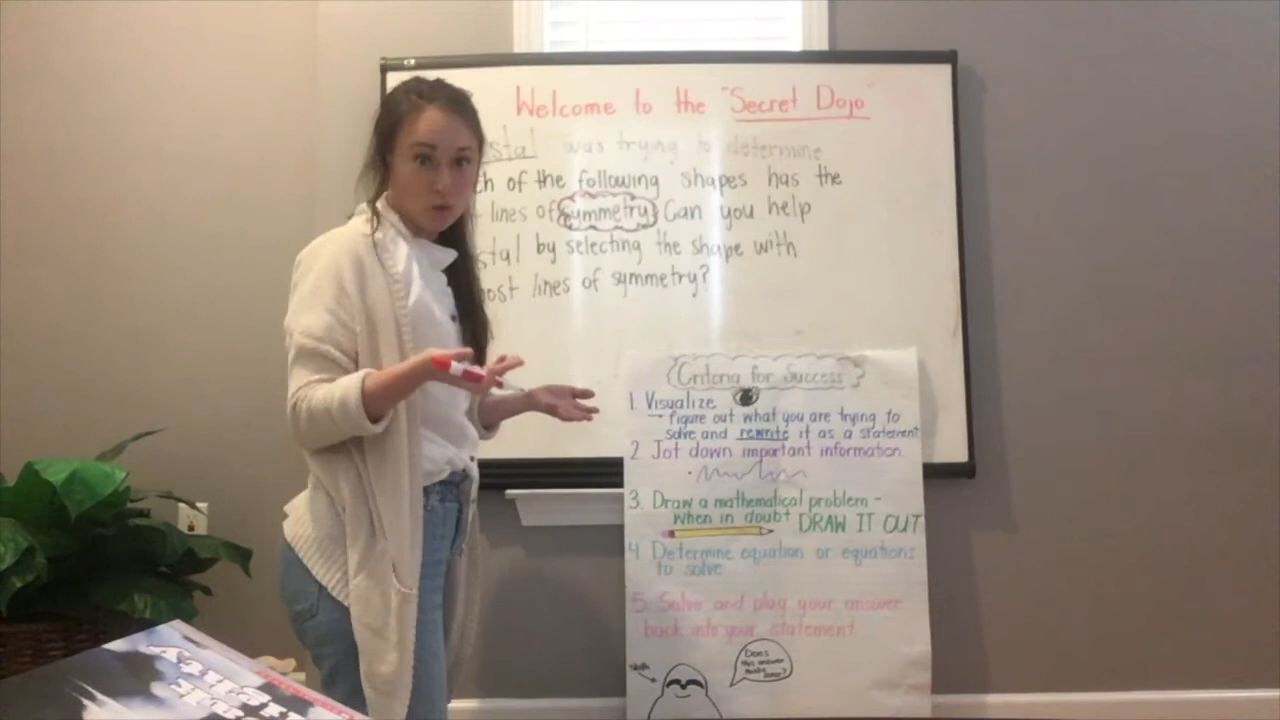 Welcome to the "Secret Dojo"
stal was trying to determine
ch of the following shapes has the
lines of symmetry. Can you help
stal by selecting the shape with
ost lines of symmetry?
Criteria for Success
1. Visualize
→ Figure out what you are trying to
solve and rewrite it as a statement
2. Jot down important information
3. Draw a mathematical problem -
when in doubt DRAW IT OUT
4. Determine equation or equations
to solve
5. Solve and plug your answer
back into your statement
Does
this answer
make
sense?